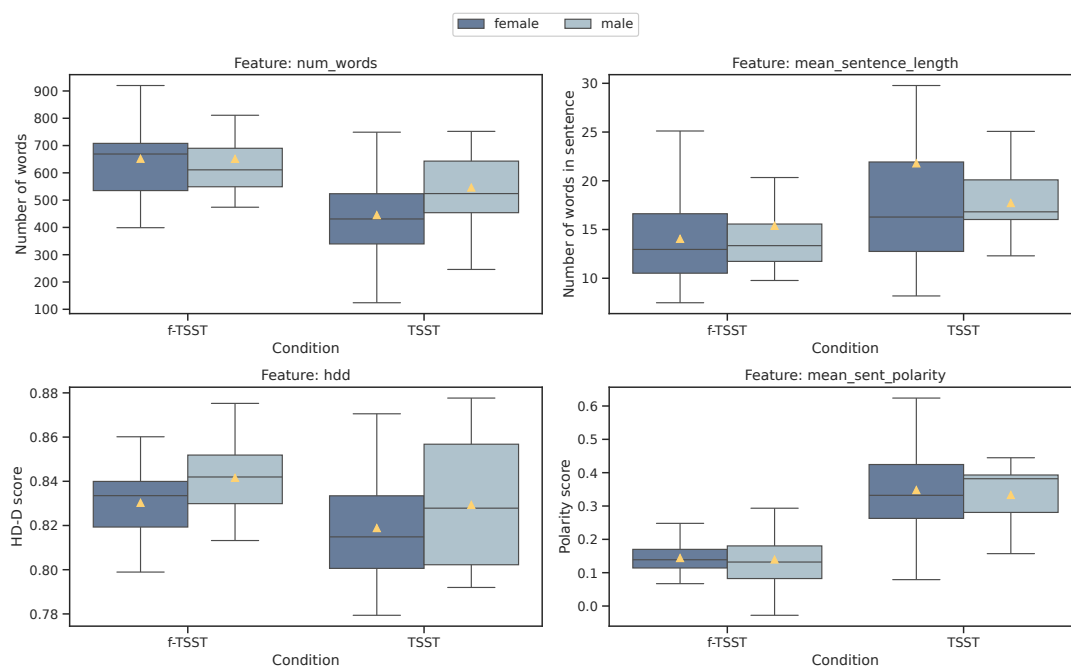 female male
Feature: num_words
Number of words
900
800
700
600
500
400
300
200
100
f-TSST TSST
Condition
Feature: mean_sentence_length
Number of words in sentence
30
25
20
15
10
f-TSST TSST
Condition
Feature: hdd
HD-D score
0.88
0.86
0.84
0.82
0.80
0.78
f-TSST TSST
Condition
Feature: mean_sent_polarity
Polarity score
0.6
0.5
0.4
0.3
0.2
0.1
0.0
f-TSST TSST
Condition